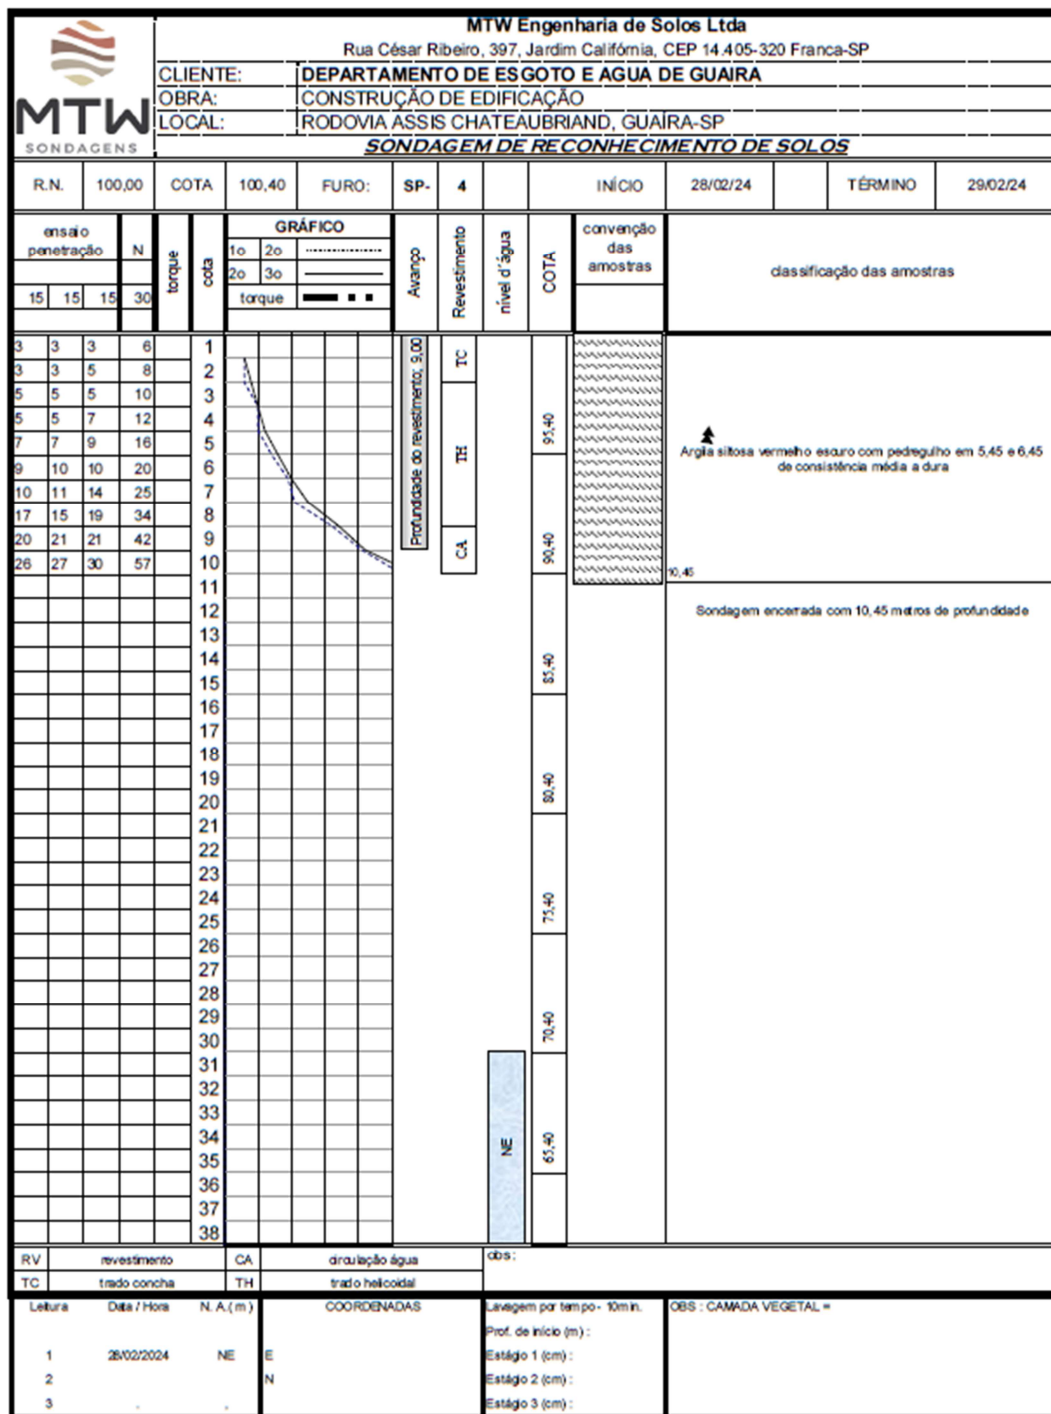 MTW Engenharia de Solos Ltda
Rua César Ribeiro, 397, Jardim Califórnia, CEP 14.405-320 Franca-SP
CLIENTE: DEPARTAMENTO DE ESGOTO E AGUA DE GUAIRA
OBRA: CONSTRUÇÃO DE EDIFICAÇÃO
LOCAL: RODOVIA ASSIS CHATEAUBRIAND, GUAÍRA-SP
MTW
SONDAGENS
SONDAGEM DE RECONHECIMENTO DE SOLOS
R.N. 100,00 COTA 100,40 FURO: SP- 4 INÍCIO 28/02/24 TÉRMINO 29/02/24
ensaio
penetração N
torque
cota
GRÁFICO
1o 2o
2o 3o
torque
15 15 15 30
Avanço
Revestimento
nível d'água
COTA
convenção
das
amostras
classificação das amostras
3 3 3 6 1
3 3 5 8 2
5 5 5 10 3
5 5 7 12 4
7 7 9 16 5
9 10 10 20 6
10 11 14 25 7
17 15 19 34 8
20 21 21 42 9
26 27 30 57 10
11
12
13
14
15
16
17
18
19
20
21
22
23
24
25
26
27
28
29
30
31
32
33
34
35
36
37
38
Profundidade do revestimento; 9,00
TC
TH
CA
NE
95,40
90,40
85,40
80,40
75,40
70,40
65,40
Argila siltosa vermelho escuro com pedregulho em 5,45 e 6,45
de consistência média a dura
10,45
Sondagem encerrada com 10,45 metros de profundidade
RV revestimento CA circulação água obs:
TC trado concha TH trado helicoidal
Leitura Data / Hora N. A.( m ) COORDENADAS Lavagem por tempo - 10min. OBS : CAMADA VEGETAL =
Prof. de início (m) :
1 28/02/2024 NE E Estágio 1 (cm) :
2 N Estágio 2 (cm) :
3 . . Estágio 3 (cm) :